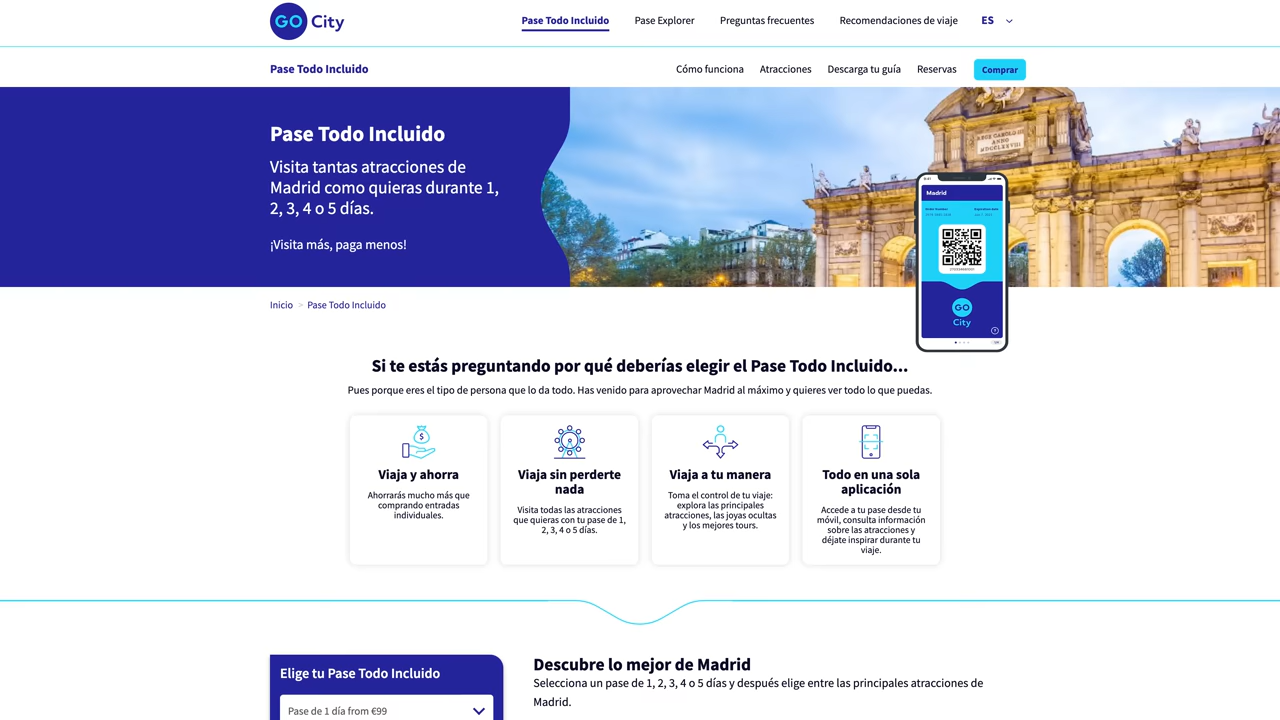 GO City
Pase Todo Incluido
Pase Explorer
Preguntas frecuentes
Recomendaciones de viaje
ES
Pase Todo Incluido
Cómo funciona
Atracciones
Descarga tu guía
Reservas
Comprar
Pase Todo Incluido
Visita tantas atracciones de
Madrid como quieras durante 1,
2, 3, 4 o 5 días.
¡Visita más, paga menos!
Madrid
GO
City
Inicio > Pase Todo Incluido
Si te estás preguntando por qué deberías elegir el Pase Todo Incluido...
Pues porque eres el tipo de persona que lo da todo. Has venido para aprovechar Madrid al máximo y quieres ver todo lo que puedas.
Viaja y ahorra
Ahorrarás mucho más que
comprando entradas
individuales.
Viaja sin perderte
nada
Visita todas las atracciones
que quieras con tu pase de 1,
2, 3, 4 o 5 días.
Viaja a tu manera
Toma el control de tu viaje:
explora las principales
atracciones, las joyas ocultas
y los mejores tours.
Todo en una sola
aplicación
Accede a tu pase desde tu
móvil, consulta información
sobre las atracciones y
déjate inspirar durante tu
viaje.
Elige tu Pase Todo Incluido
Pase de 1 día from €99
Descubre lo mejor de Madrid
Selecciona un pase de 1, 2, 3, 4 o 5 días y después elige entre las principales atracciones de
Madrid.